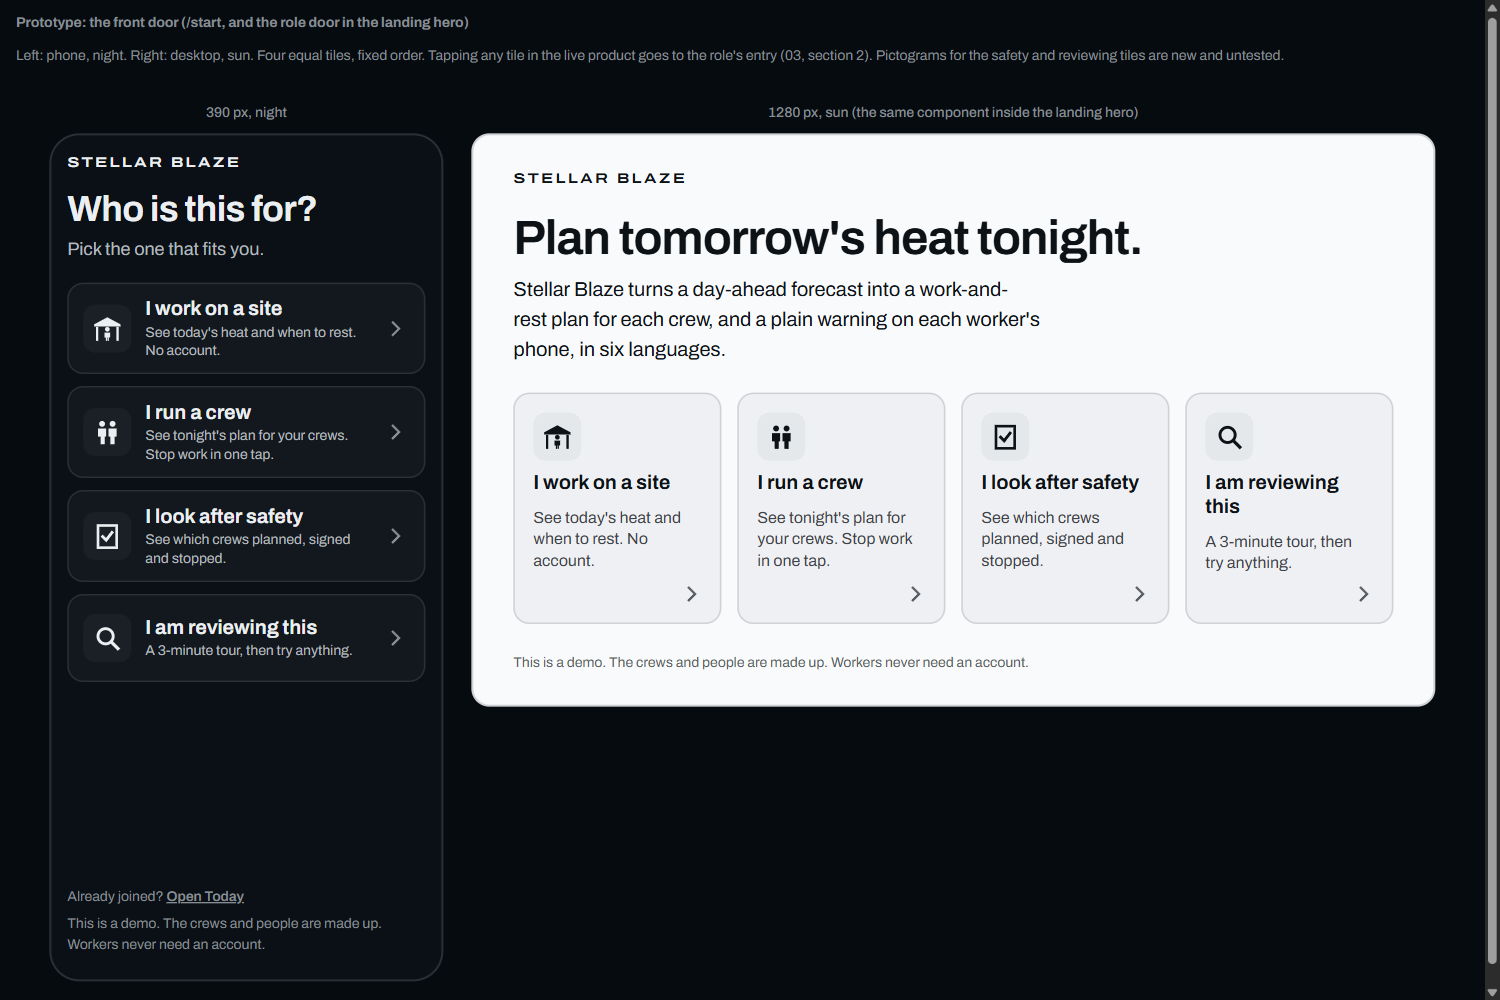 Prototype: the front door (/start, and the role door in the landing hero)
Left: phone, night. Right: desktop, sun. Four equal tiles, fixed order. Tapping any tile in the live product goes to the role's entry (03, section 2). Pictograms for the safety and reviewing tiles are new and untested.
390 px, night
STELLAR BLAZE
Who is this for?
Pick the one that fits you.
I work on a site
See today's heat and when to rest.
No account.
I run a crew
See tonight's plan for your crews.
Stop work in one tap.
I look after safety
See which crews planned, signed
and stopped.
I am reviewing this
A 3-minute tour, then try anything.
Already joined? Open Today
This is a demo. The crews and people are made up.
Workers never need an account.
1280 px, sun (the same component inside the landing hero)
STELLAR BLAZE
Plan tomorrow's heat tonight.
Stellar Blaze turns a day-ahead forecast into a work-and-
rest plan for each crew, and a plain warning on each worker's
phone, in six languages.
I work on a site
See today's heat and
when to rest. No
account.
I run a crew
See tonight's plan for
your crews. Stop work
in one tap.
I look after safety
See which crews
planned, signed and
stopped.
I am reviewing
this
A 3-minute tour, then
try anything.
This is a demo. The crews and people are made up. Workers never need an account.